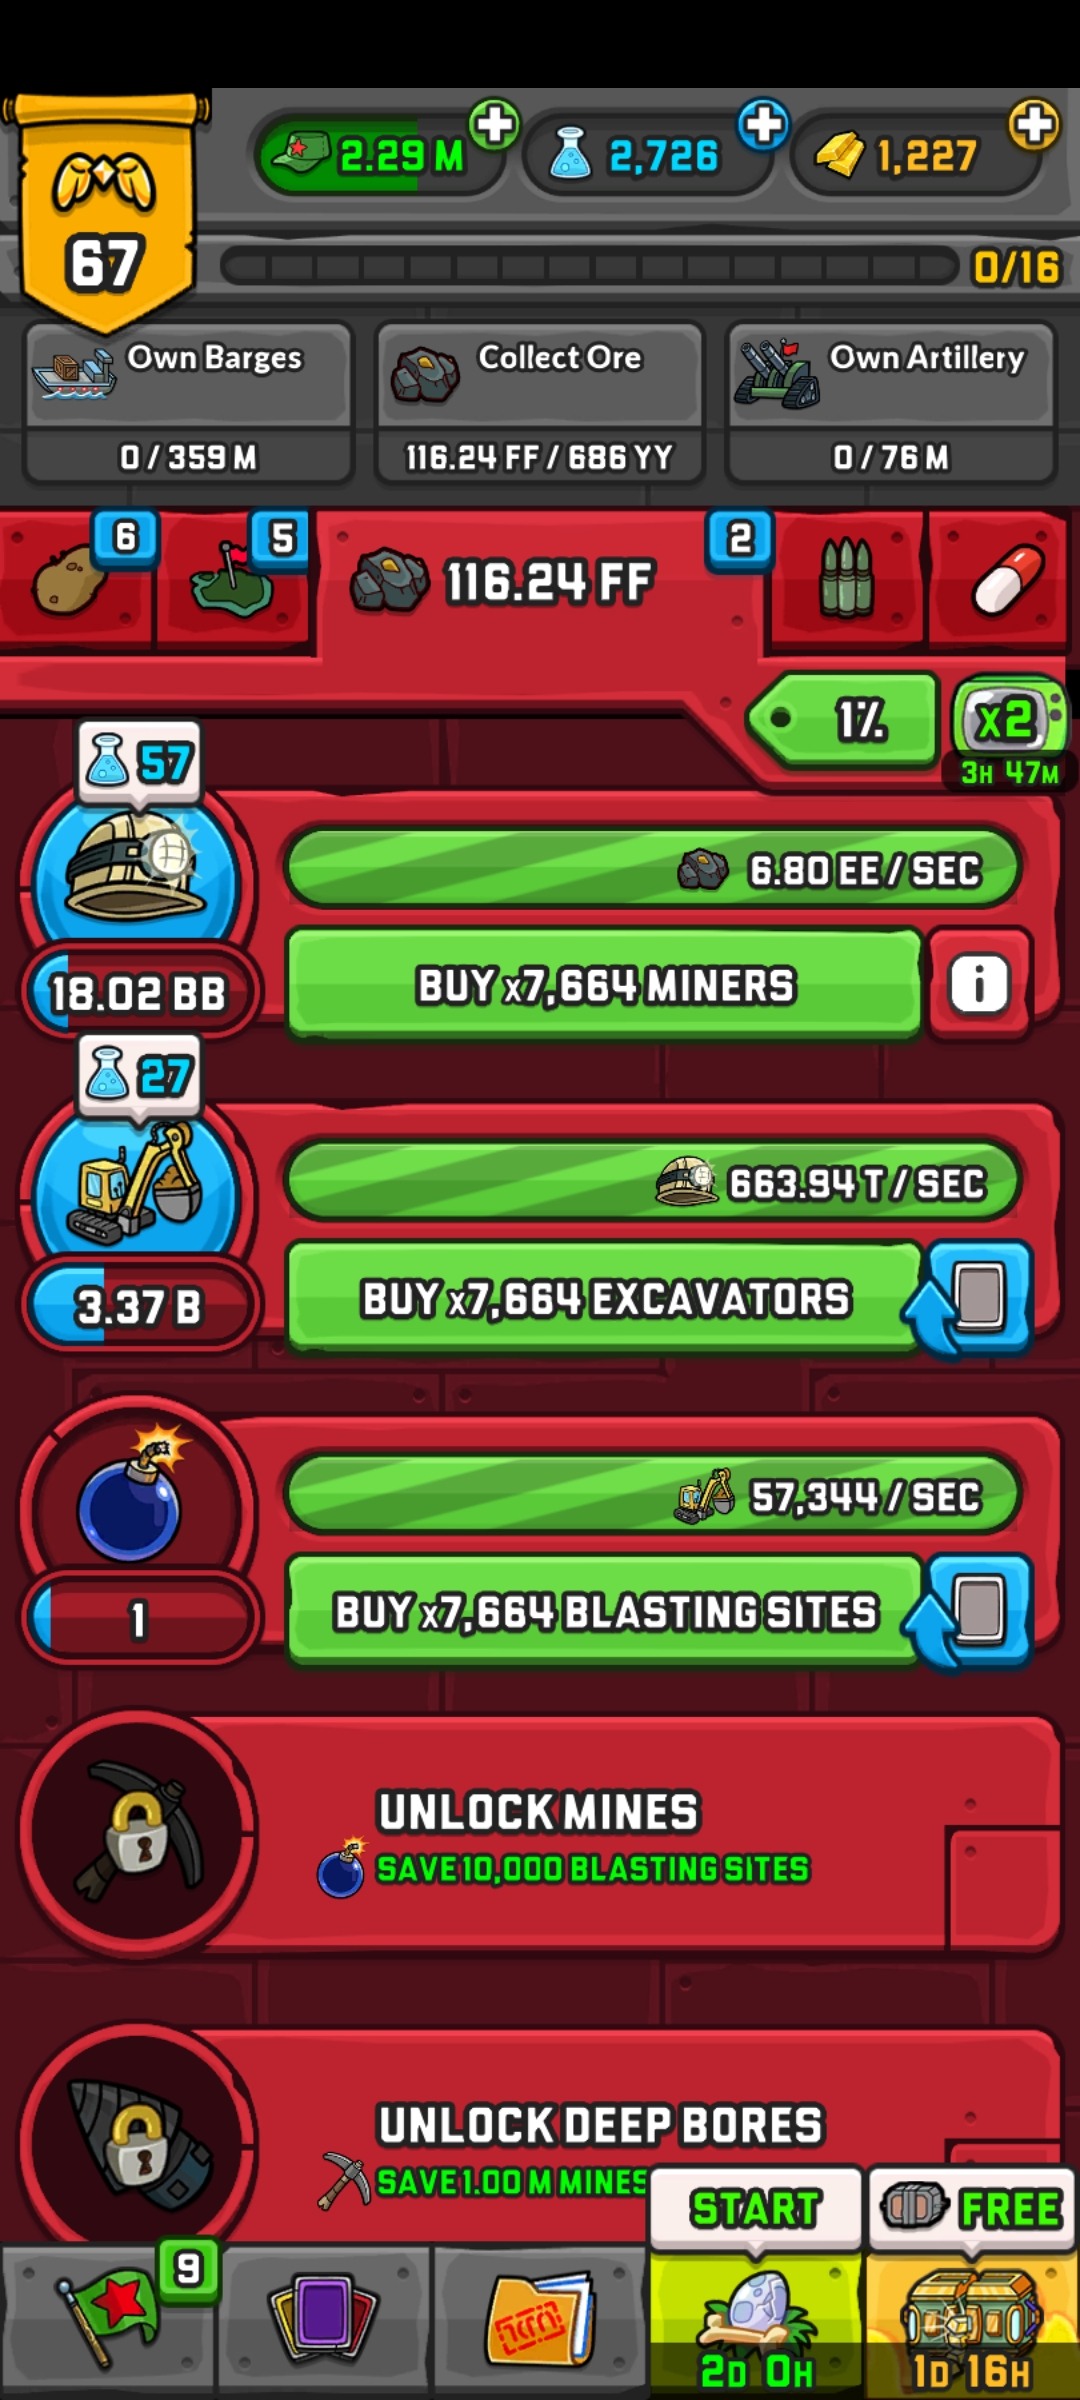 2.29 M
2,726
1,227
67
0/16
Own Barges
0 / 359 M
Collect Ore
116.24 FF / 686 YY
Own Artillery
0 / 76 M
6
5
116.24 FF
2
1%
x2
3H 47M
57
6.80 EE / SEC
18.02 BB
BUY x7,664 MINERS
i
27
663.94 T / SEC
3.37 B
BUY x7,664 EXCAVATORS
57,344 / SEC
1
BUY x7,664 BLASTING SITES
UNLOCK MINES
SAVE 10,000 BLASTING SITES
UNLOCK DEEP BORES
SAVE 1.00 M MINES
START
FREE
9
2D 0H
1D 16H